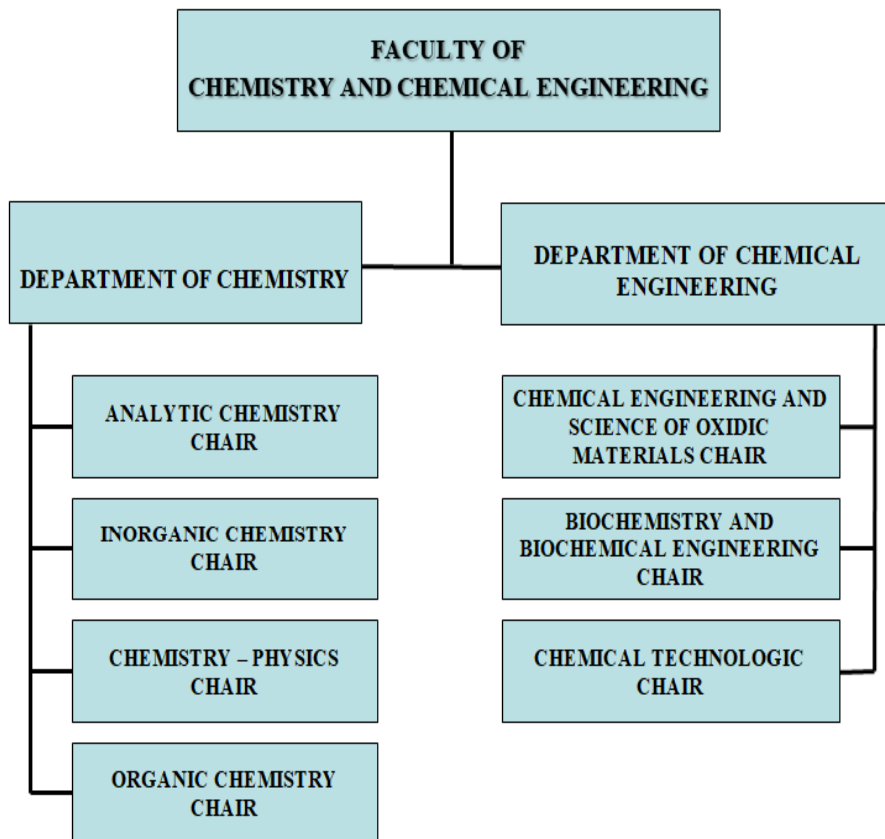 FACULTY OF
CHEMISTRY AND CHEMICAL ENGINEERING
DEPARTMENT OF CHEMISTRY
DEPARTMENT OF CHEMICAL
ENGINEERING
ANALYTIC CHEMISTRY
CHAIR
INORGANIC CHEMISTRY
CHAIR
CHEMISTRY – PHYSICS
CHAIR
ORGANIC CHEMISTRY
CHAIR
CHEMICAL ENGINEERING AND
SCIENCE OF OXIDIC
MATERIALS CHAIR
BIOCHEMISTRY AND
BIOCHEMICAL ENGINEERING
CHAIR
CHEMICAL TECHNOLOGIC
CHAIR